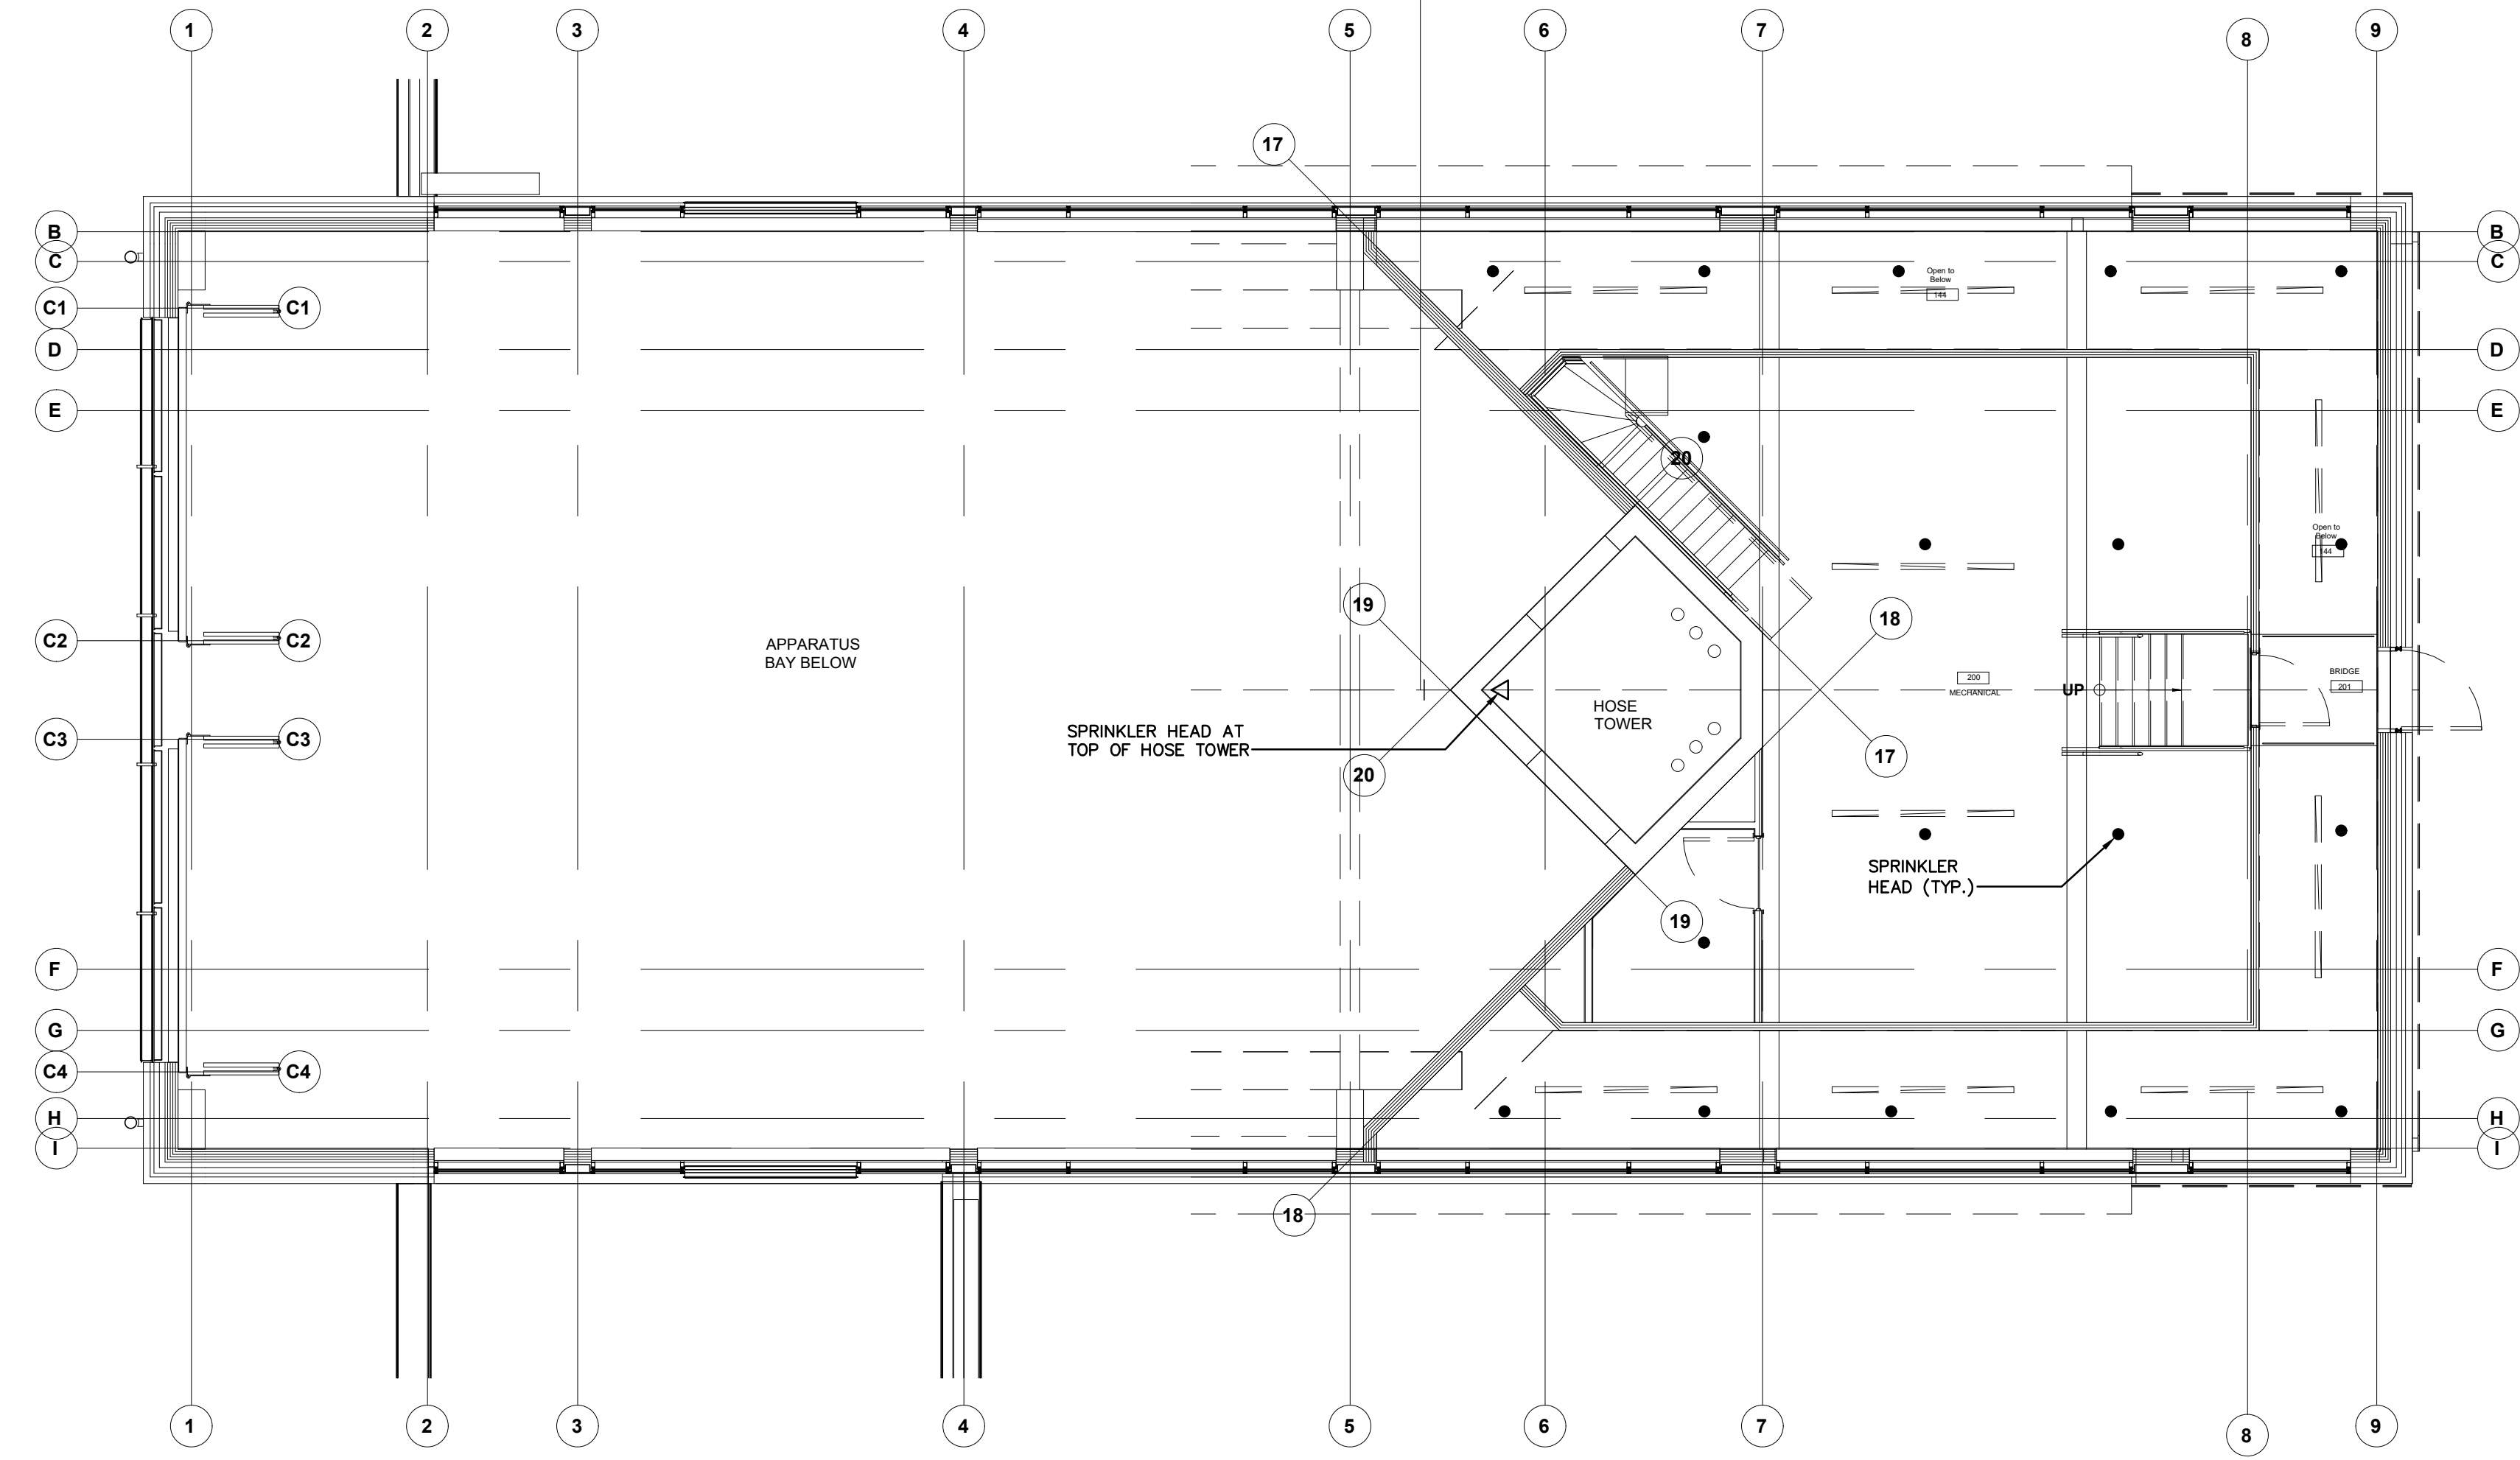 1 2 3 4 5 6 7 8 9
17
B B
C C
Open to
Below
144
C1 C1
D D
E E
20
Open to
Below
144
19
18
C2 C2
APPARATUS
BAY BELOW
BRIDGE
200
201
MECHANICAL
UP
HOSE
TOWER
SPRINKLER HEAD AT
TOP OF HOSE TOWER
C3 C3
17
20
SPRINKLER
HEAD (TYP.)
19
F F
G G
C4 C4
H H
I I
18
1 2 3 4 5 6 7 8 9